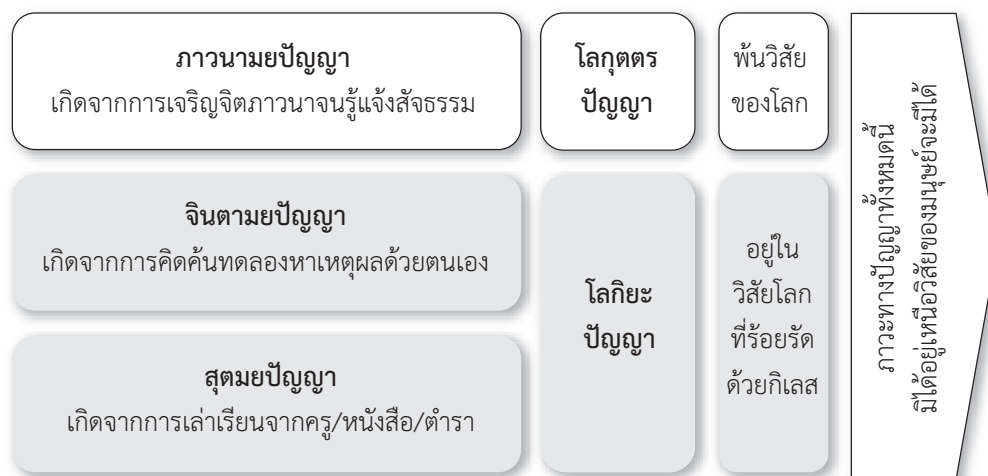 ภาวนามยปัญญา
เกิดจากการเจริญจิตภาวนาจนรู้แจ้งสัจธรรม
โลกุตตร
ปัญญา
พ้นวิสัย
ของโลก
จินตามยปัญญา
เกิดจากการคิดค้นทดลองหาเหตุผลด้วยตนเอง
สุตมยปัญญา
เกิดจากการเล่าเรียนจากครู/หนังสือ/ตำรา
โลกิยะ
ปัญญา
อยู่ใน
วิสัยโลก
ที่ร้อยรัด
ด้วยกิเลส
ภาวะทางปัญญาทั้งหมดนี้
มิได้อยู่เหนือวิสัยของมนุษย์จะมีได้